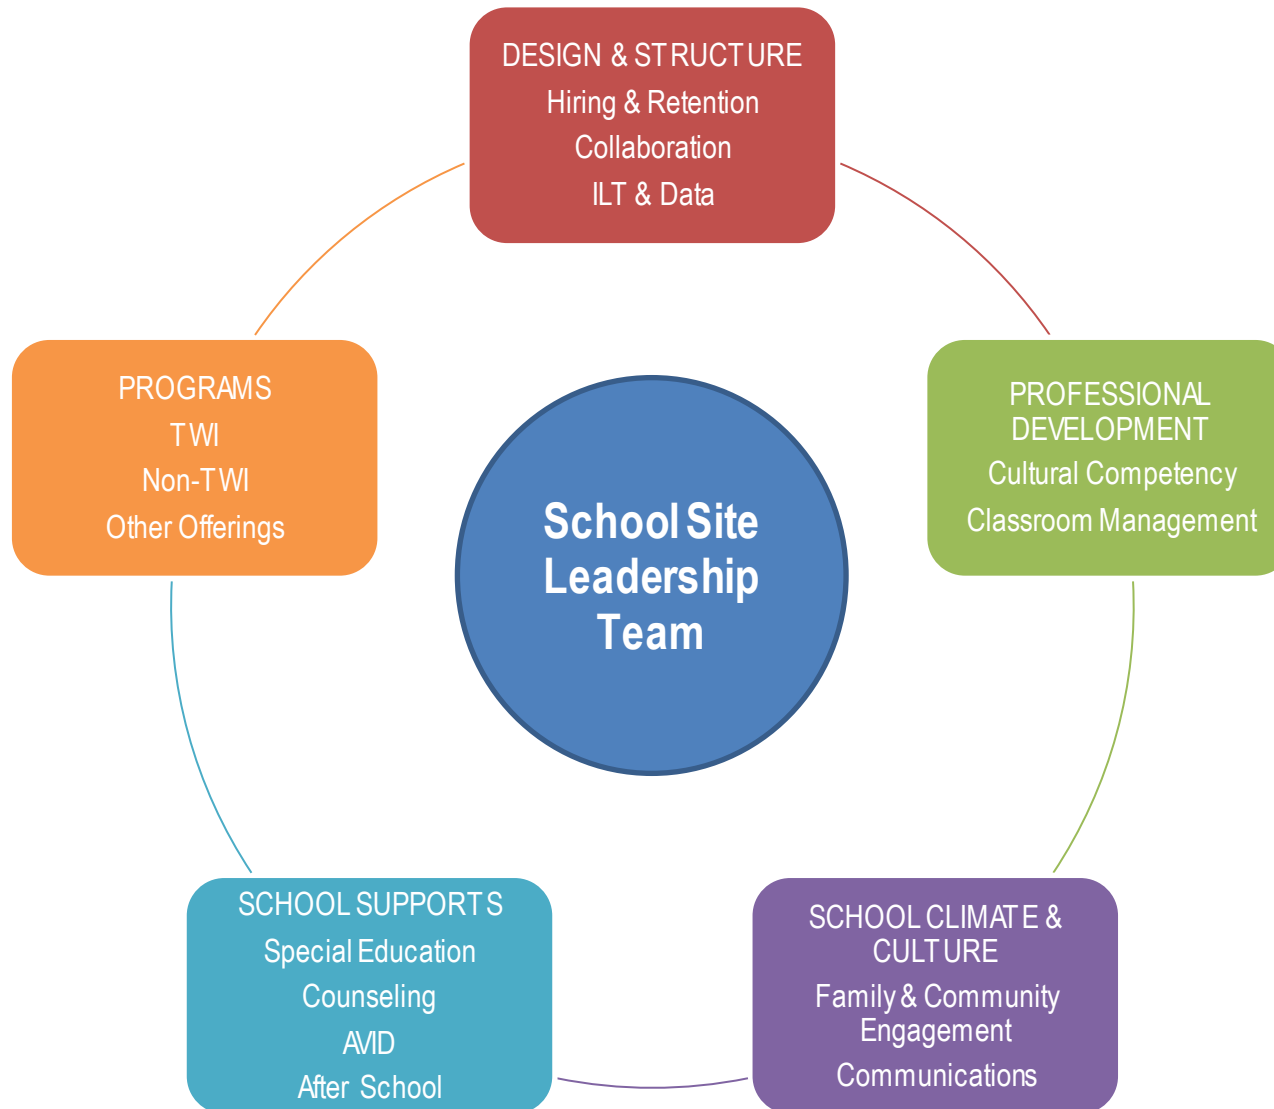 DESIGN & STRUCTURE
Hiring & Retention
Collaboration
ILT & Data
PROGRAMS
TWI
Non-TWI
Other Offerings
PROFESSIONAL
DEVELOPMENT
Cultural Competency
Classroom Management
School Site
Leadership
Team
SCHOOL SUPPORTS
Special Education
Counseling
AVID
After School
SCHOOL CLIMATE &
CULTURE
Family & Community
Engagement
Communications